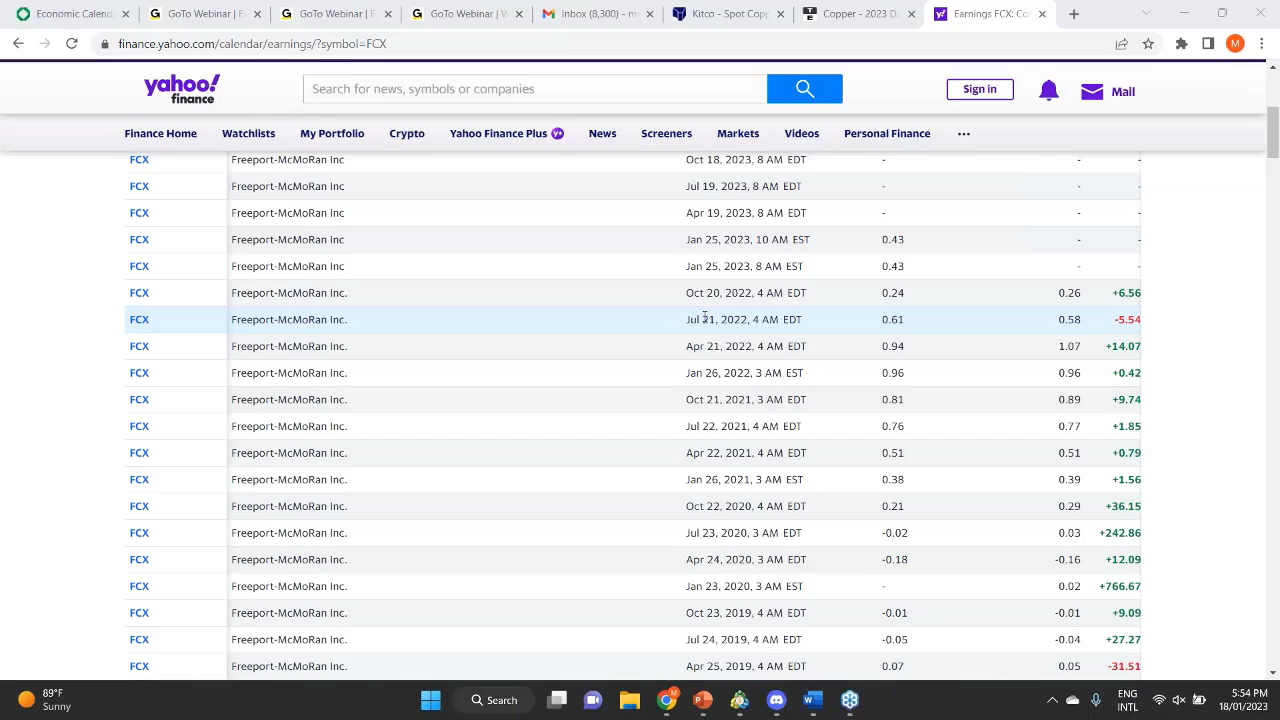 Economic Calenda
GoTo Webinar | F
GoTo Webinar | F
GoTo Webinar | V
Inbox (8,300) - m
Kitco - Spot Copp
Copper - 2023 Da
Earnings FCX: Cor
finance.yahoo.com/calendar/earnings/?symbol=FCX
M
yahoo!
finance
Search for news, symbols or companies
Sign in
Mail
Finance Home Watchlists My Portfolio Crypto Yahoo Finance Plus Y+ News Screeners Markets Videos Personal Finance ...
FCX Freeport-McMoRan Inc Oct 18, 2023, 8 AM EDT - - -
FCX Freeport-McMoRan Inc Jul 19, 2023, 8 AM EDT - - -
FCX Freeport-McMoRan Inc Apr 19, 2023, 8 AM EDT - - -
FCX Freeport-McMoRan Inc Jan 25, 2023, 10 AM EST 0.43 - -
FCX Freeport-McMoRan Inc Jan 25, 2023, 8 AM EST 0.43 - -
FCX Freeport-McMoRan Inc. Oct 20, 2022, 4 AM EDT 0.24 0.26 +6.56
FCX Freeport-McMoRan Inc. Jul 21, 2022, 4 AM EDT 0.61 0.58 -5.54
FCX Freeport-McMoRan Inc. Apr 21, 2022, 4 AM EDT 0.94 1.07 +14.07
FCX Freeport-McMoRan Inc. Jan 26, 2022, 3 AM EST 0.96 0.96 +0.42
FCX Freeport-McMoRan Inc. Oct 21, 2021, 3 AM EDT 0.81 0.89 +9.74
FCX Freeport-McMoRan Inc. Jul 22, 2021, 4 AM EDT 0.76 0.77 +1.85
FCX Freeport-McMoRan Inc. Apr 22, 2021, 4 AM EDT 0.51 0.51 +0.79
FCX Freeport-McMoRan Inc. Jan 26, 2021, 3 AM EST 0.38 0.39 +1.56
FCX Freeport-McMoRan Inc. Oct 22, 2020, 4 AM EDT 0.21 0.29 +36.15
FCX Freeport-McMoRan Inc. Jul 23, 2020, 4 AM EDT -0.02 0.03 +242.86
FCX Freeport-McMoRan Inc. Apr 24, 2020, 3 AM EDT -0.18 -0.16 +12.09
FCX Freeport-McMoRan Inc. Jan 23, 2020, 3 AM EST - 0.02 +766.67
FCX Freeport-McMoRan Inc. Oct 23, 2019, 4 AM EDT -0.01 -0.01 +9.09
FCX Freeport-McMoRan Inc. Jul 24, 2019, 4 AM EDT -0.05 -0.04 +27.27
FCX Freeport-McMoRan Inc. Apr 25, 2019, 4 AM EDT 0.07 0.05 -31.51
89°F
Sunny
Search
ENG
INTL
5:54 PM
18/01/2023